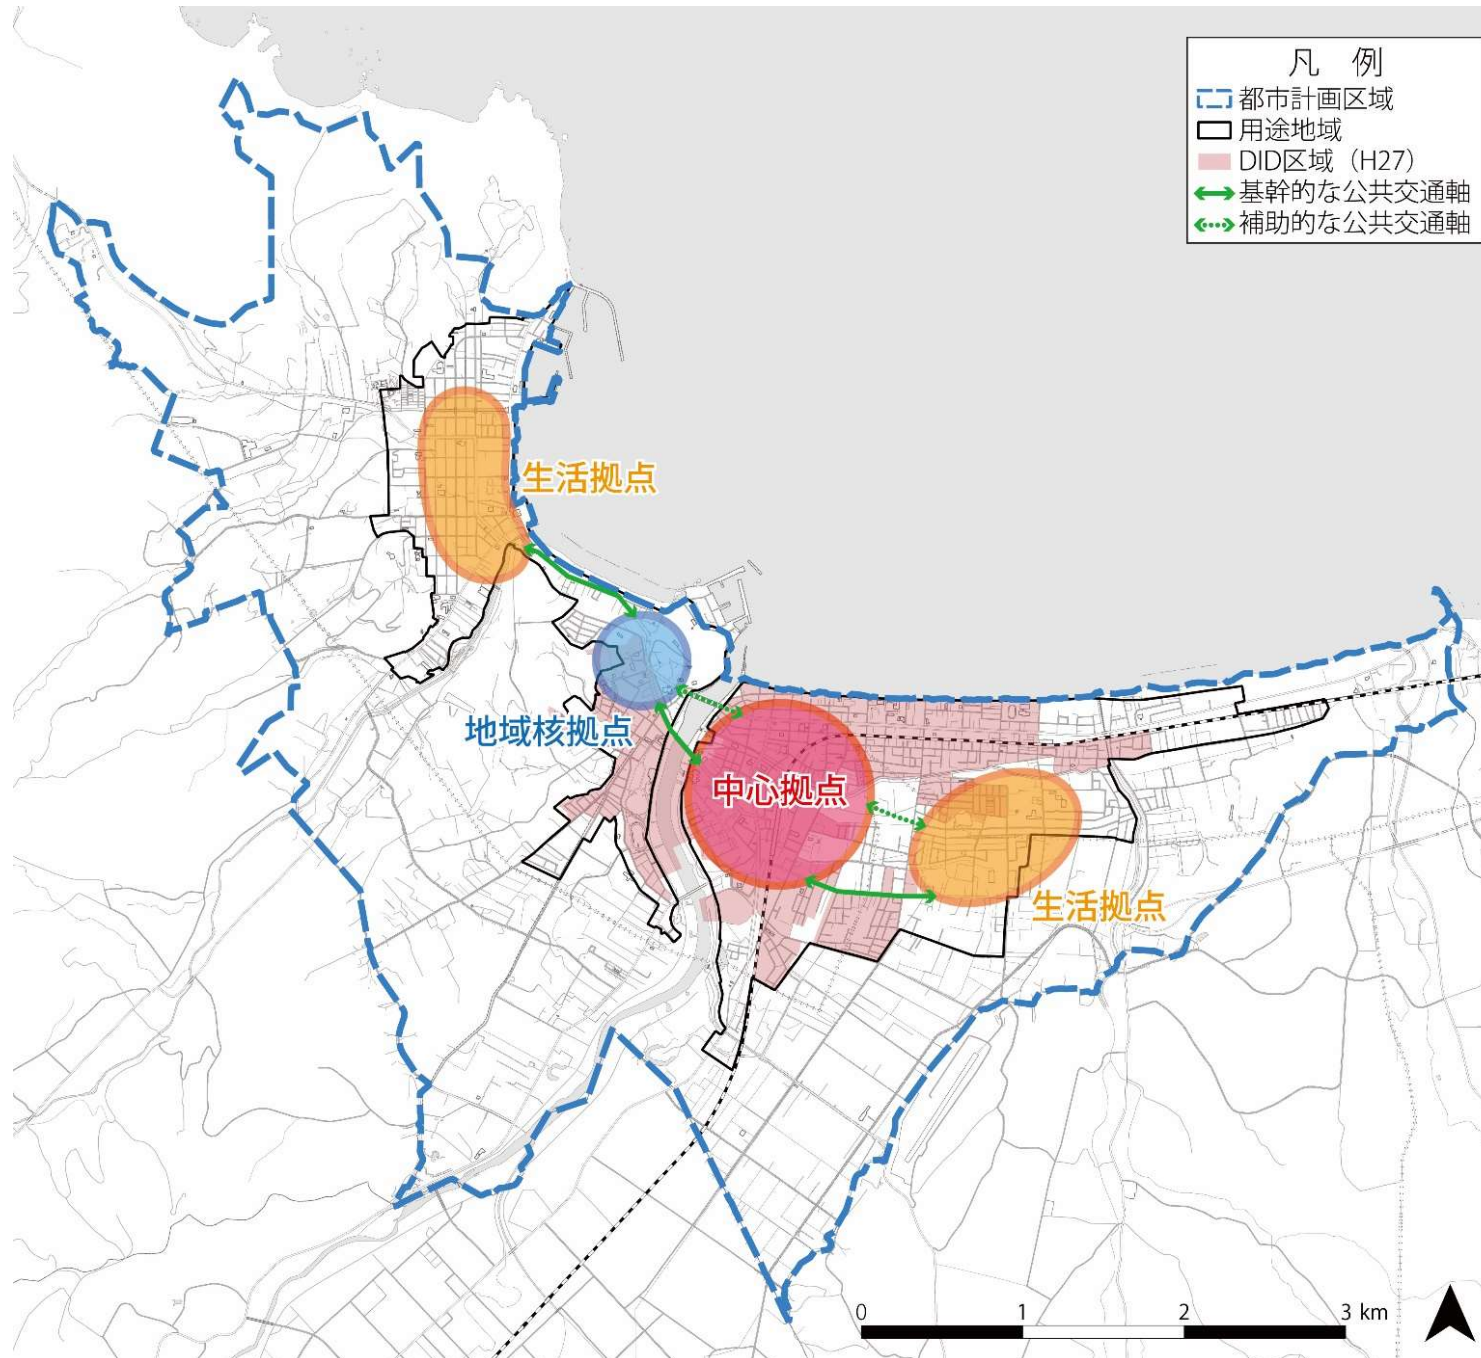 凡 例
都市計画区域
用途地域
DID区域（H27）
基幹的な公共交通軸
補助的な公共交通軸
生活拠点
地域核拠点
中心拠点
生活拠点
0 1 2 3 km